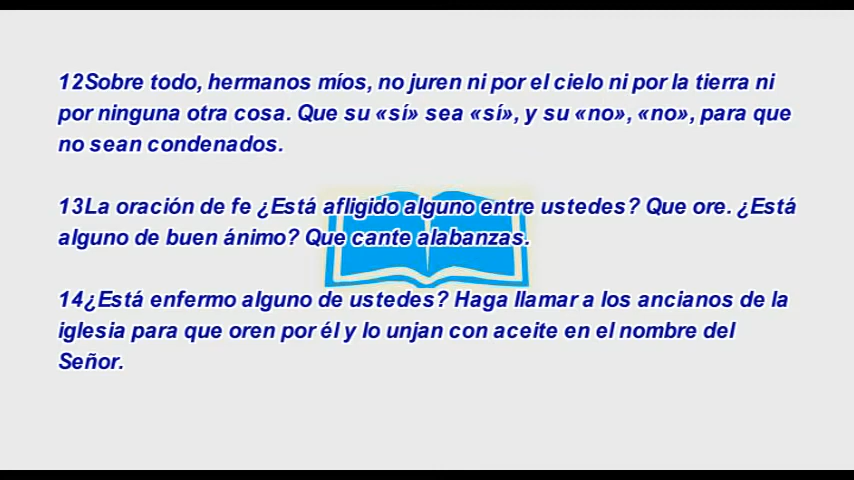 12Sobre todo, hermanos míos, no juren ni por el cielo ni por la tierra ni
por ninguna otra cosa. Que su «sí» sea «sí», y su «no», «no», para que
no sean condenados.
13La oración de fe ¿Está afligido alguno entre ustedes? Que ore. ¿Está
alguno de buen ánimo? Que cante alabanzas.
14¿Está enfermo alguno de ustedes? Haga llamar a los ancianos de la
iglesia para que oren por él y lo unjan con aceite en el nombre del
Señor.